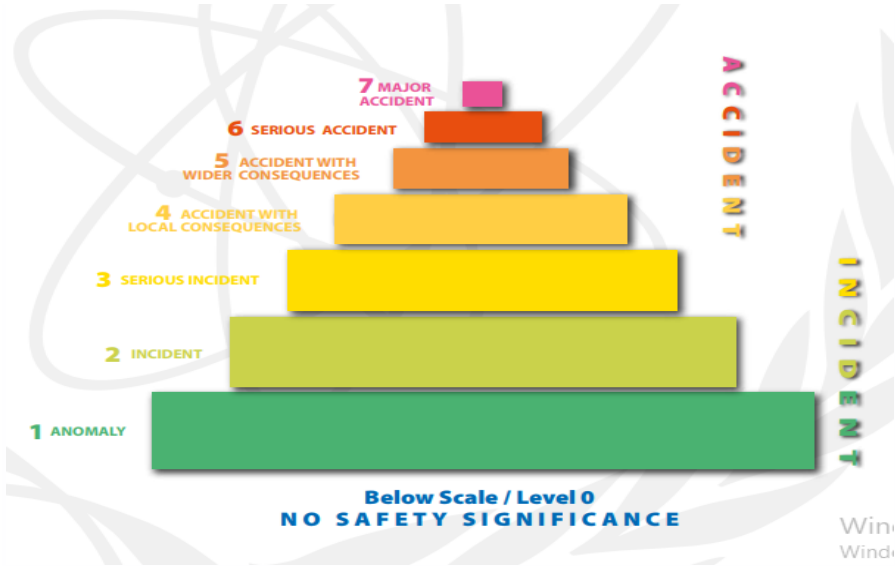 7 MAJOR
ACCIDENT
6 SERIOUS ACCIDENT
5 ACCIDENT WITH
WIDER CONSEQUENCES
4 ACCIDENT WITH
LOCAL CONSEQUENCES
3 SERIOUS INCIDENT
2 INCIDENT
1 ANOMALY
ACCIDENT
INCIDENT
Below Scale / Level 0
NO SAFETY SIGNIFICANCE